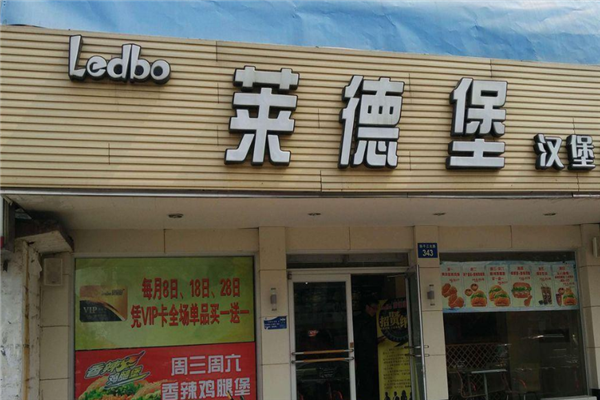 Ledbo
莱德堡
汉堡
343
每月8日、18日、28日
凭VIP卡全场单品买一送一
VIP
周三周六
香辣鸡腿堡